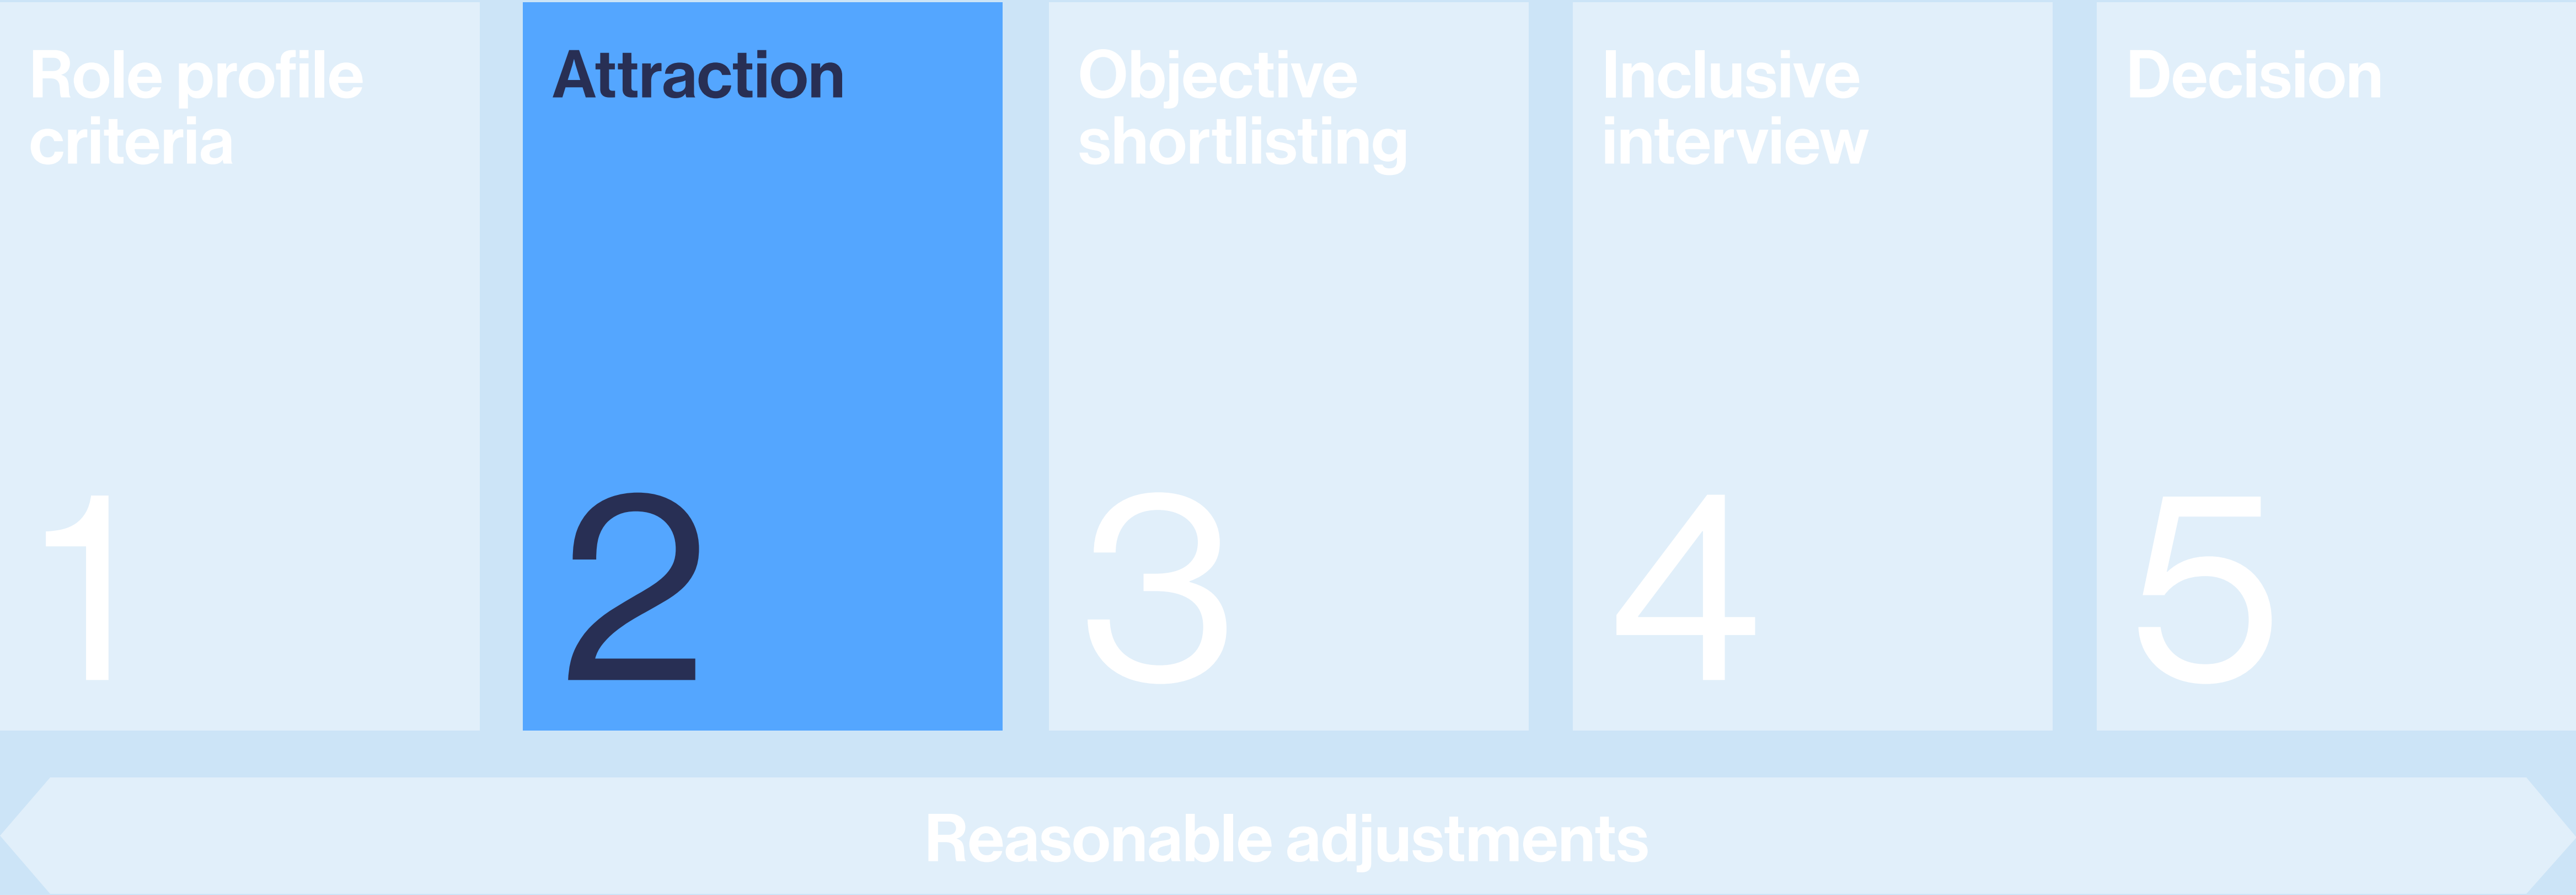 Role profile
criteria
1
Attraction
2
Objective
shortlisting
3
Inclusive
interview
4
Decision
5
Reasonable adjustments